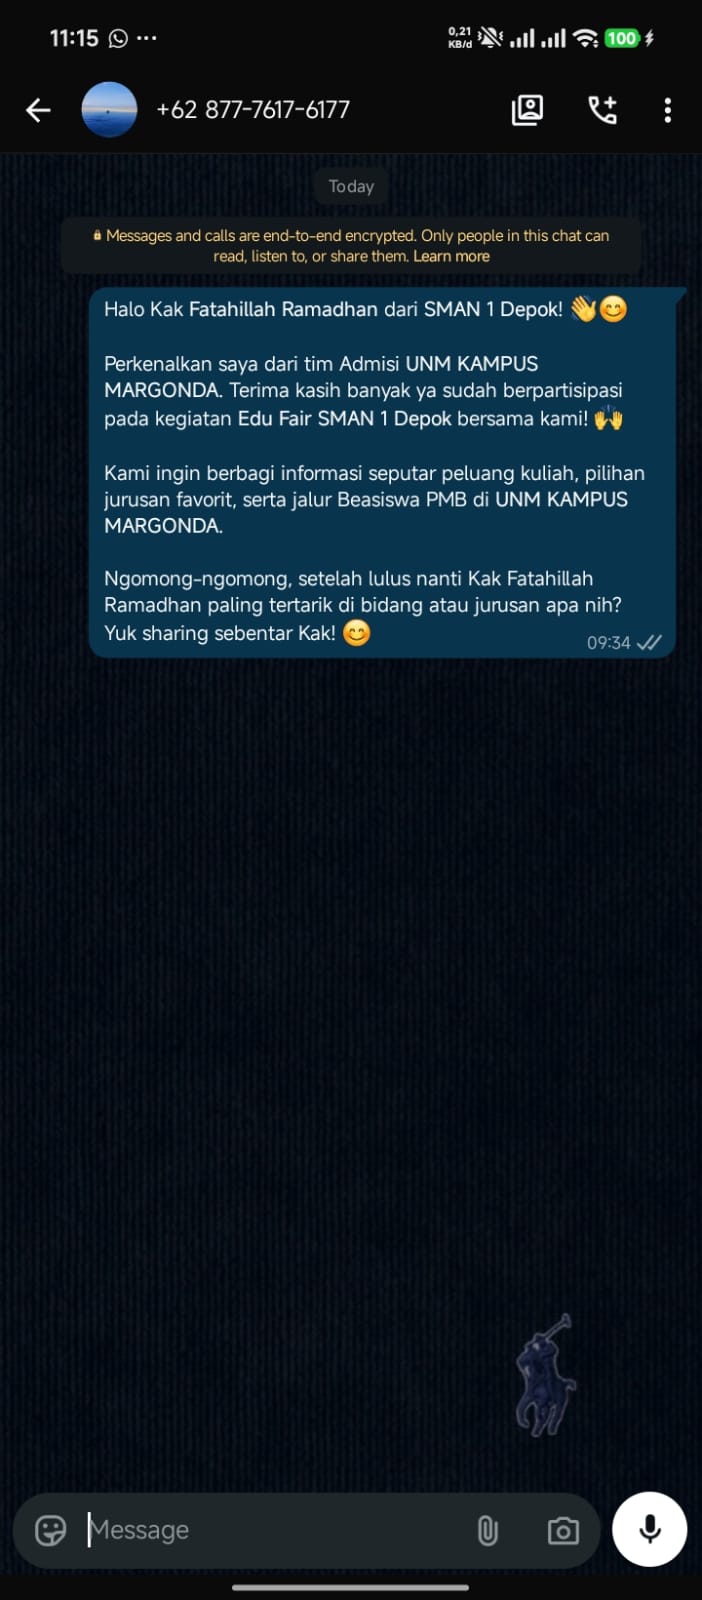 11:15
0,21
KB/d
100
+62 877-7617-6177
Today
Messages and calls are end-to-end encrypted. Only people in this chat can
read, listen to, or share them. Learn more
Halo Kak Fatahillah Ramadhan dari SMAN 1 Depok! 👋😊
Perkenalkan saya dari tim Admisi UNM KAMPUS
MARGONDA. Terima kasih banyak ya sudah berpartisipasi
pada kegiatan Edu Fair SMAN 1 Depok bersama kami! 🙌
Kami ingin berbagi informasi seputar peluang kuliah, pilihan
jurusan favorit, serta jalur Beasiswa PMB di UNM KAMPUS
MARGONDA.
Ngomong-ngomong, setelah lulus nanti Kak Fatahillah
Ramadhan paling tertarik di bidang atau jurusan apa nih?
Yuk sharing sebentar Kak! 😊
09:34
Message